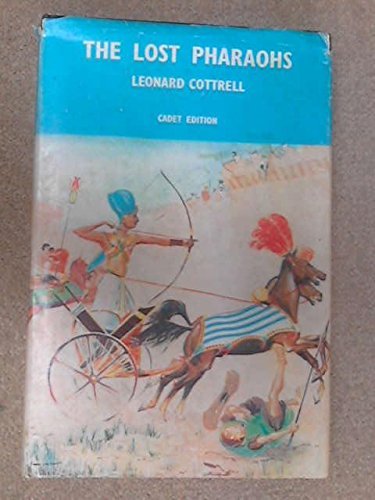 THE LOST PHARAOHS
LEONARD COTTRELL
CADET EDITION